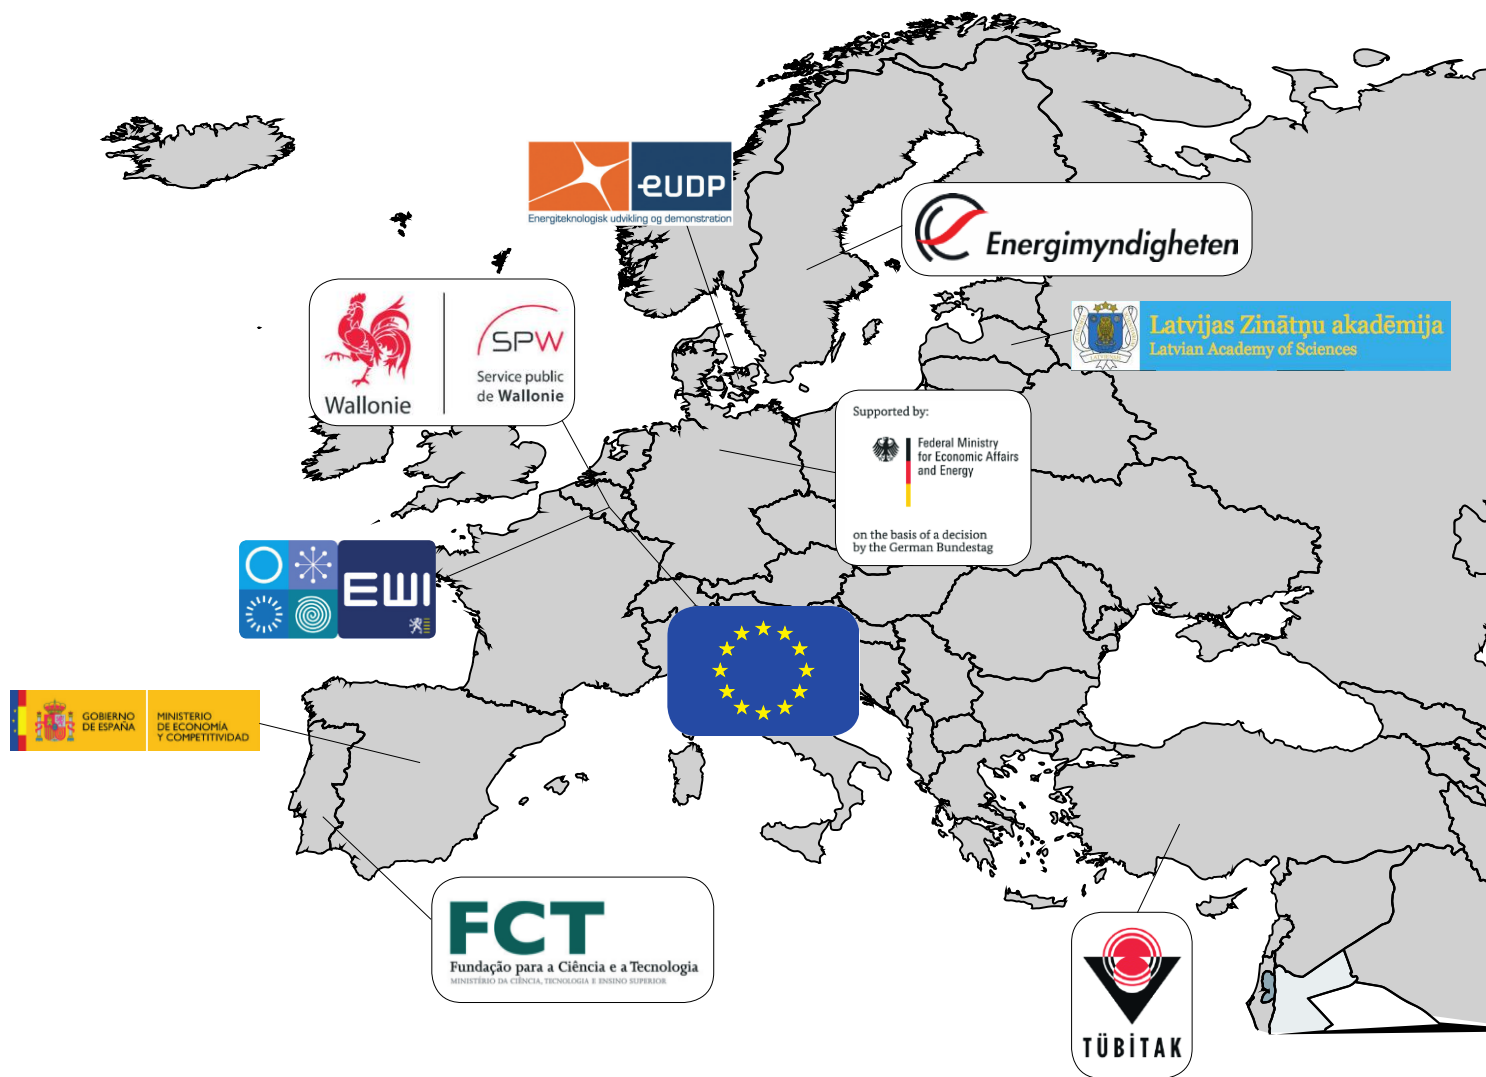 eUDP
Energiteknologisk udvikling og demonstration
Energimyndigheten
Wallonie
SPW
Service public
de Wallonie
Latvijas Zinātņu akadēmija
Latvian Academy of Sciences
Supported by:
Federal Ministry
for Economic Affairs
and Energy
on the basis of a decision
by the German Bundestag
EWI
GOBIERNO
DE ESPAÑA
MINISTERIO
DE ECONOMÍA
Y COMPETITIVIDAD
FCT
Fundação para a Ciência e a Tecnologia
MINISTÉRIO DA CIÊNCIA, TECNOLOGIA E ENSINO SUPERIOR
TÜBİTAK